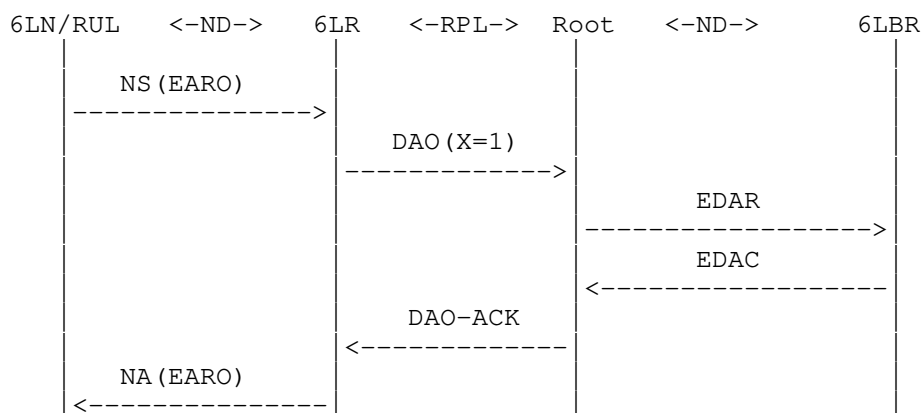 6LN/RUL <-ND-> 6LR <-RPL-> Root <-ND-> 6LBR
NS(EARO)
DAO(X=1)
EDAR
EDAC
DAO-ACK
NA(EARO)